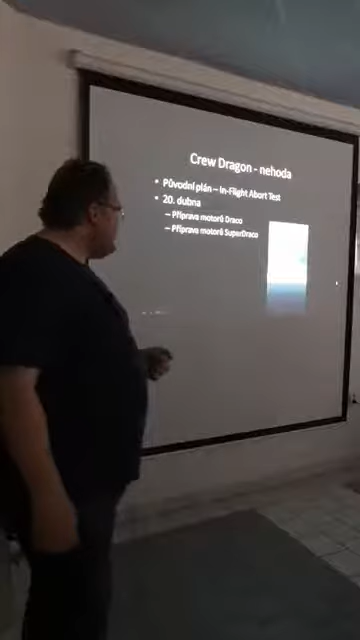 Crew Dragon - nehoda
• Původní plán – In-Flight Abort Test
• 20. dubna
– Příprava motorů Draco
– Příprava motorů SuperDraco